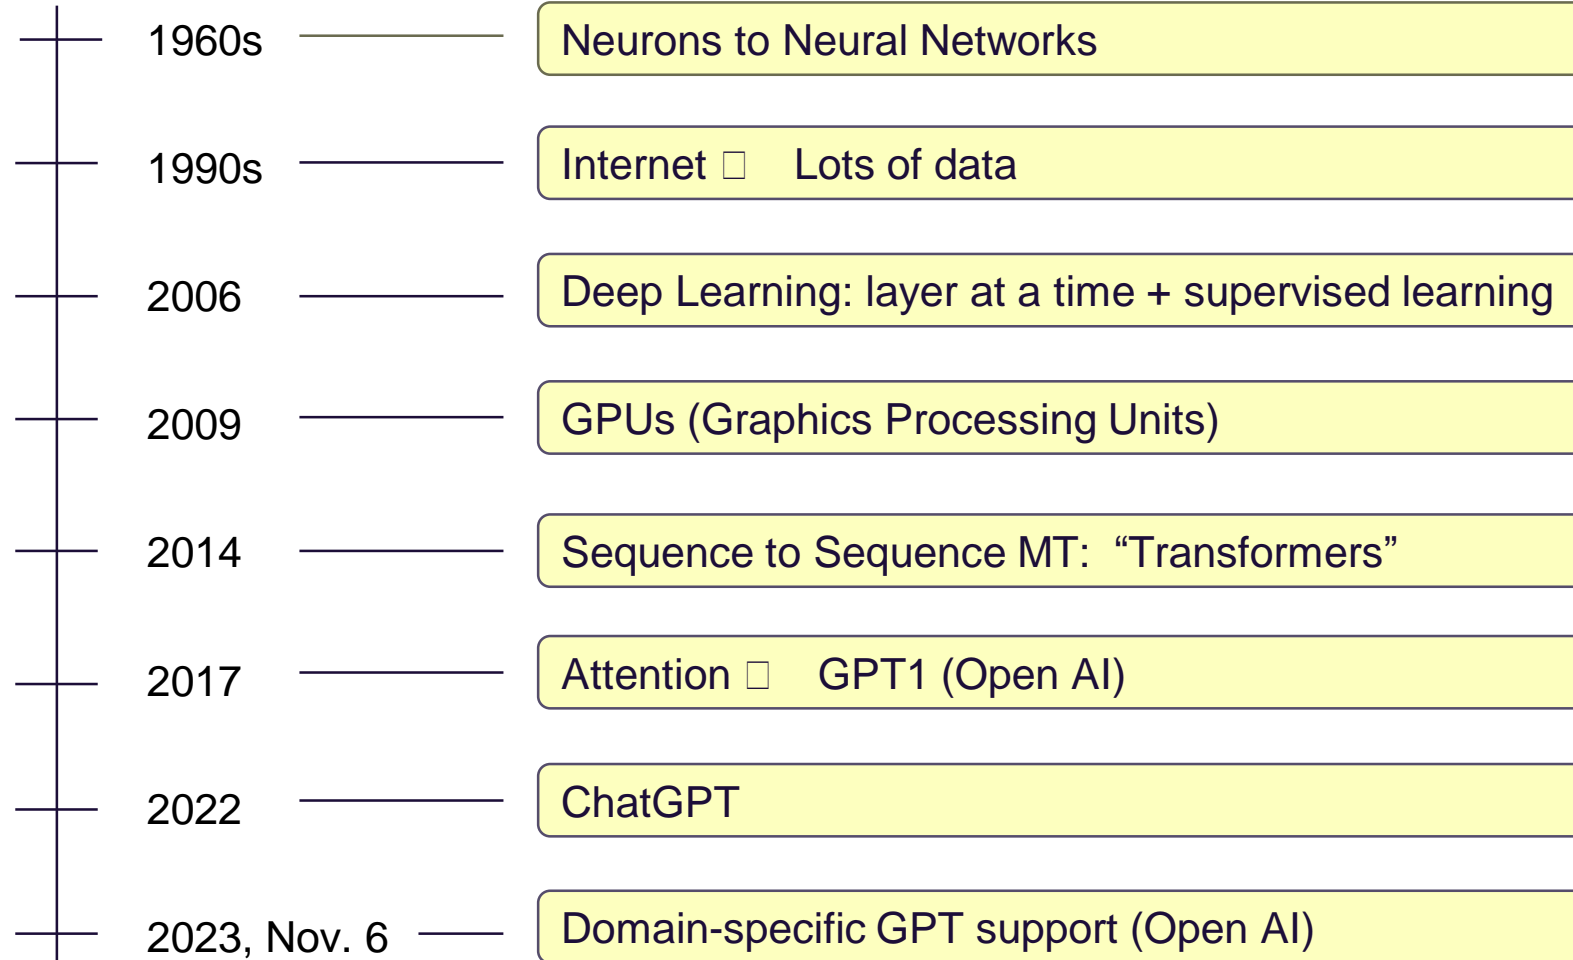 1960s Neurons to Neural Networks
1990s Internet □ Lots of data
2006 Deep Learning: layer at a time + supervised learning
2009 GPUs (Graphics Processing Units)
2014 Sequence to Sequence MT: “Transformers”
2017 Attention □ GPT1 (Open AI)
2022 ChatGPT
2023, Nov. 6 Domain-specific GPT support (Open AI)